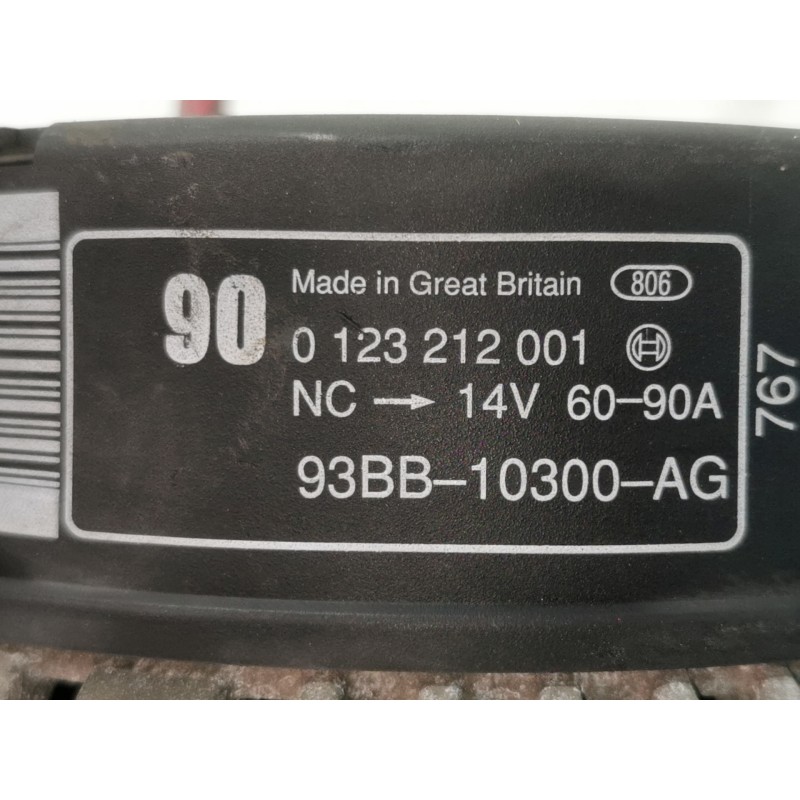 90
Made in Great Britain 806
0 123 212 001
NC → 14V 60-90A
93BB-10300-AG
767